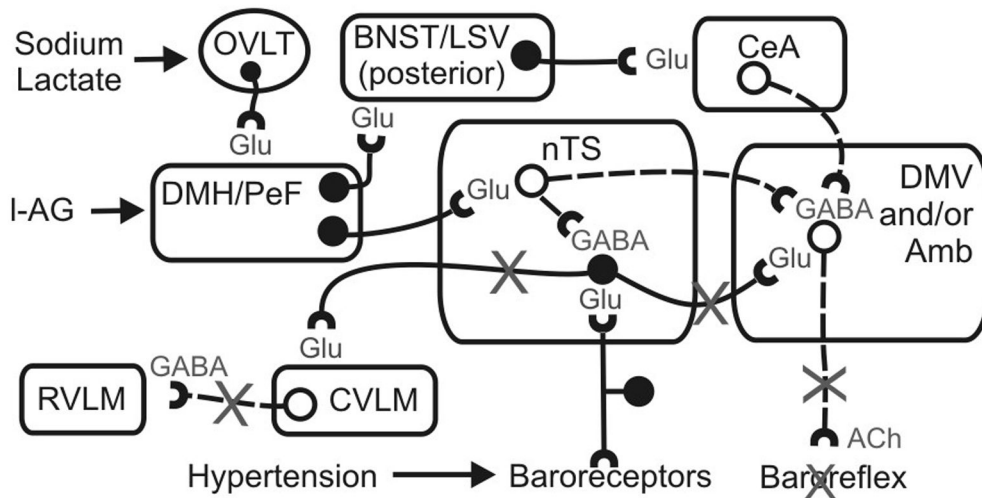 Sodium
Lactate
OVLT
Glu
BNST/LSV
(posterior)
Glu
Glu
CeA
l-AG
DMH/PeF
Glu
nTS
GABA
Glu
GABA
DMV
and/or
Amb
Glu
Glu
RVLM
GABA
CVLM
Hypertension
Baroreceptors
ACh
Baroreflex